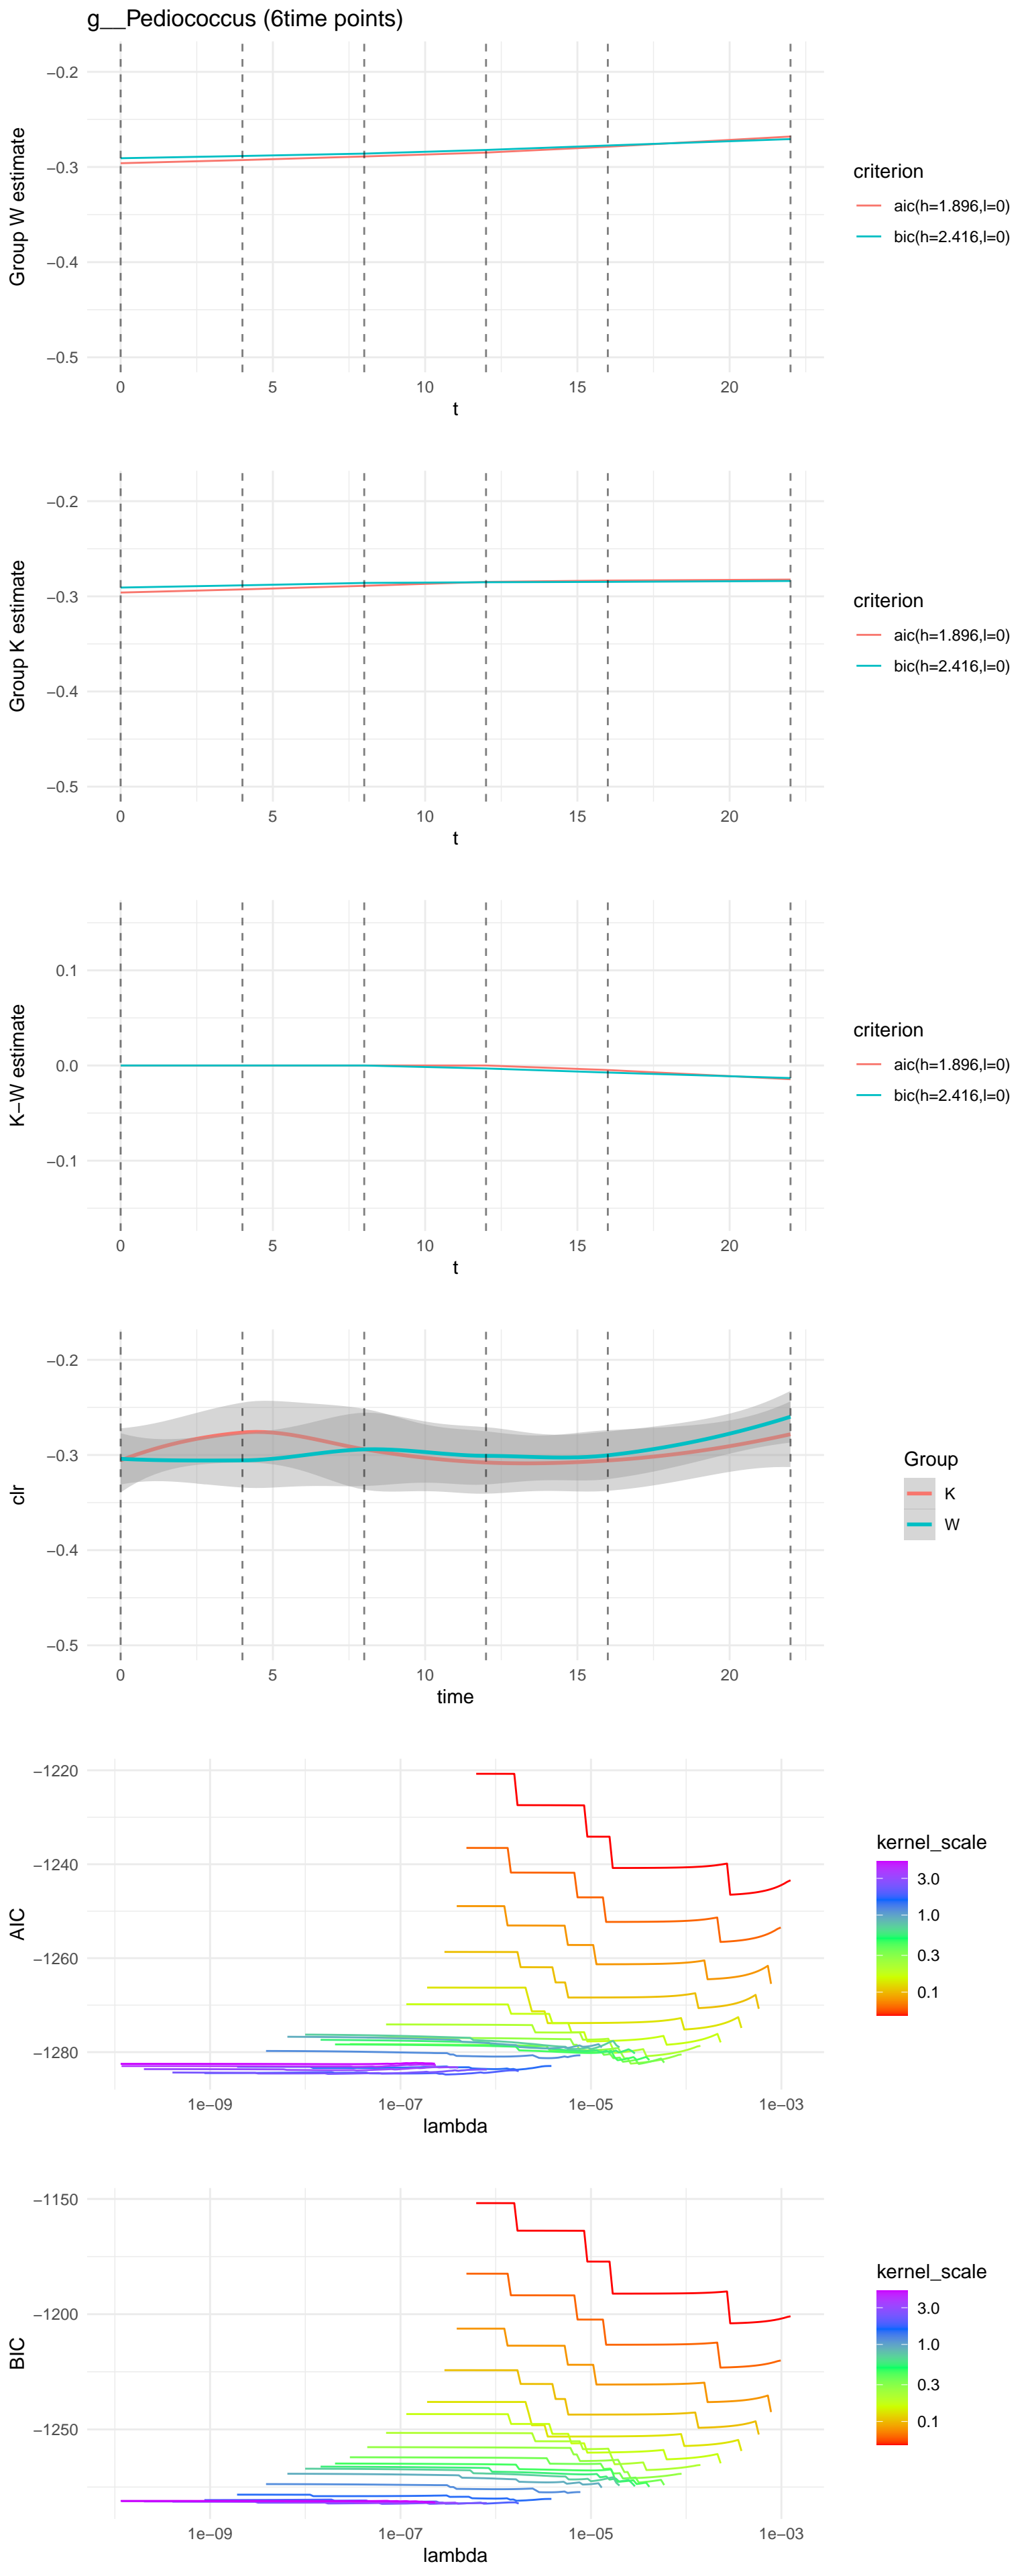 g__Pediococcus (6time points)
−0.2
−0.3
−0.4
−0.5
Group W estimate
0 5 10 15 20
t
criterion
aic(h=1.896,l=0)
bic(h=2.416,l=0)
−0.2
−0.3
−0.4
−0.5
Group K estimate
0 5 10 15 20
t
criterion
aic(h=1.896,l=0)
bic(h=2.416,l=0)
0.1
0.0
−0.1
K−W estimate
0 5 10 15 20
t
criterion
aic(h=1.896,l=0)
bic(h=2.416,l=0)
−0.2
−0.3
−0.4
−0.5
clr
0 5 10 15 20
time
Group
K
W
−1220
−1240
−1260
−1280
AIC
1e−09 1e−07 1e−05 1e−03
lambda
kernel_scale
3.0
1.0
0.3
0.1
−1150
−1200
−1250
BIC
1e−09 1e−07 1e−05 1e−03
lambda
kernel_scale
3.0
1.0
0.3
0.1